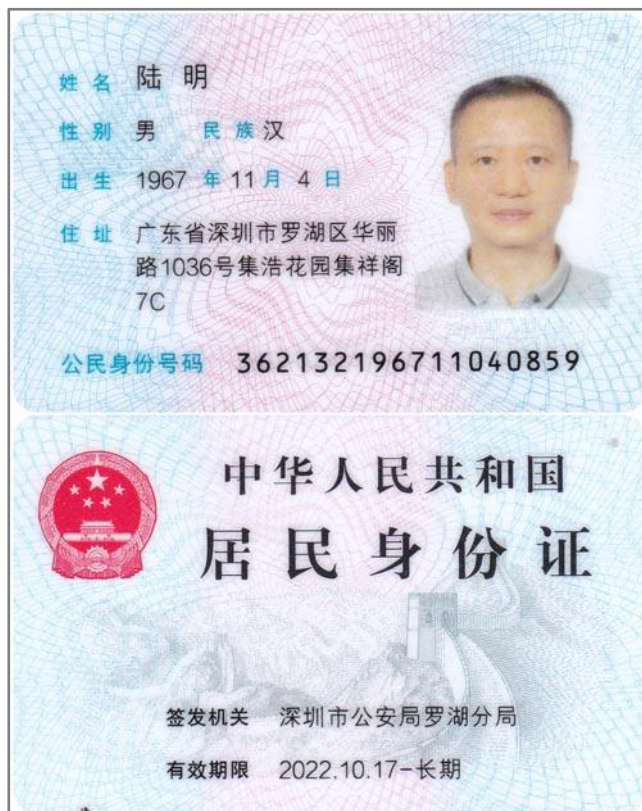 姓名 陆明
性别 男 民族 汉
出生 1967 年 11 月 4 日
住址 广东省深圳市罗湖区华丽
路1036号集浩花园集祥阁
7C
公民身份号码 362132196711040859
中华人民共和国
居民身份证
签发机关 深圳市公安局罗湖分局
有效期限 2022.10.17-长期